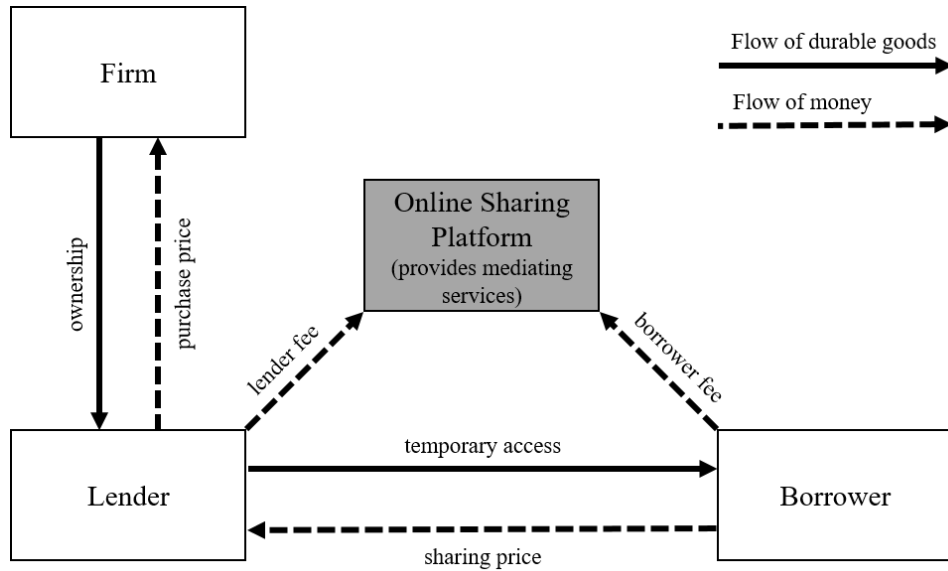 Firm
Flow of durable goods
Flow of money
Online Sharing
Platform
(provides mediating
services)
ownership
purchase price
lender fee
borrower fee
temporary access
Lender
Borrower
sharing price